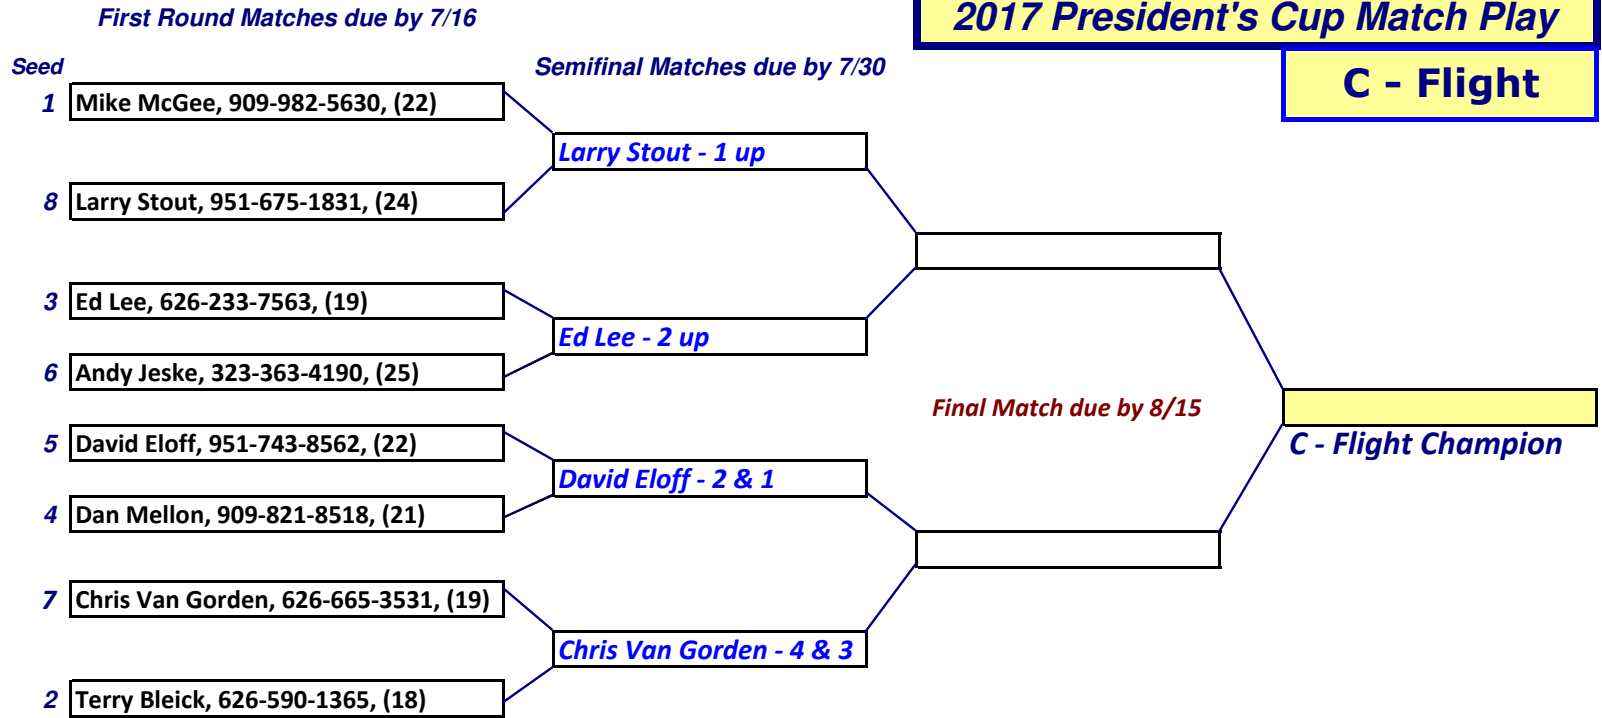 First Round Matches due by 7/16
2017 President's Cup Match Play
Seed
Semifinal Matches due by 7/30
C - Flight
1 Mike McGee, 909-982-5630, (22)
Larry Stout - 1 up
8 Larry Stout, 951-675-1831, (24)
3 Ed Lee, 626-233-7563, (19)
Ed Lee - 2 up
6 Andy Jeske, 323-363-4190, (25)
Final Match due by 8/15
5 David Eloff, 951-743-8562, (22)
C - Flight Champion
David Eloff - 2 & 1
4 Dan Mellon, 909-821-8518, (21)
7 Chris Van Gorden, 626-665-3531, (19)
Chris Van Gorden - 4 & 3
2 Terry Bleick, 626-590-1365, (18)